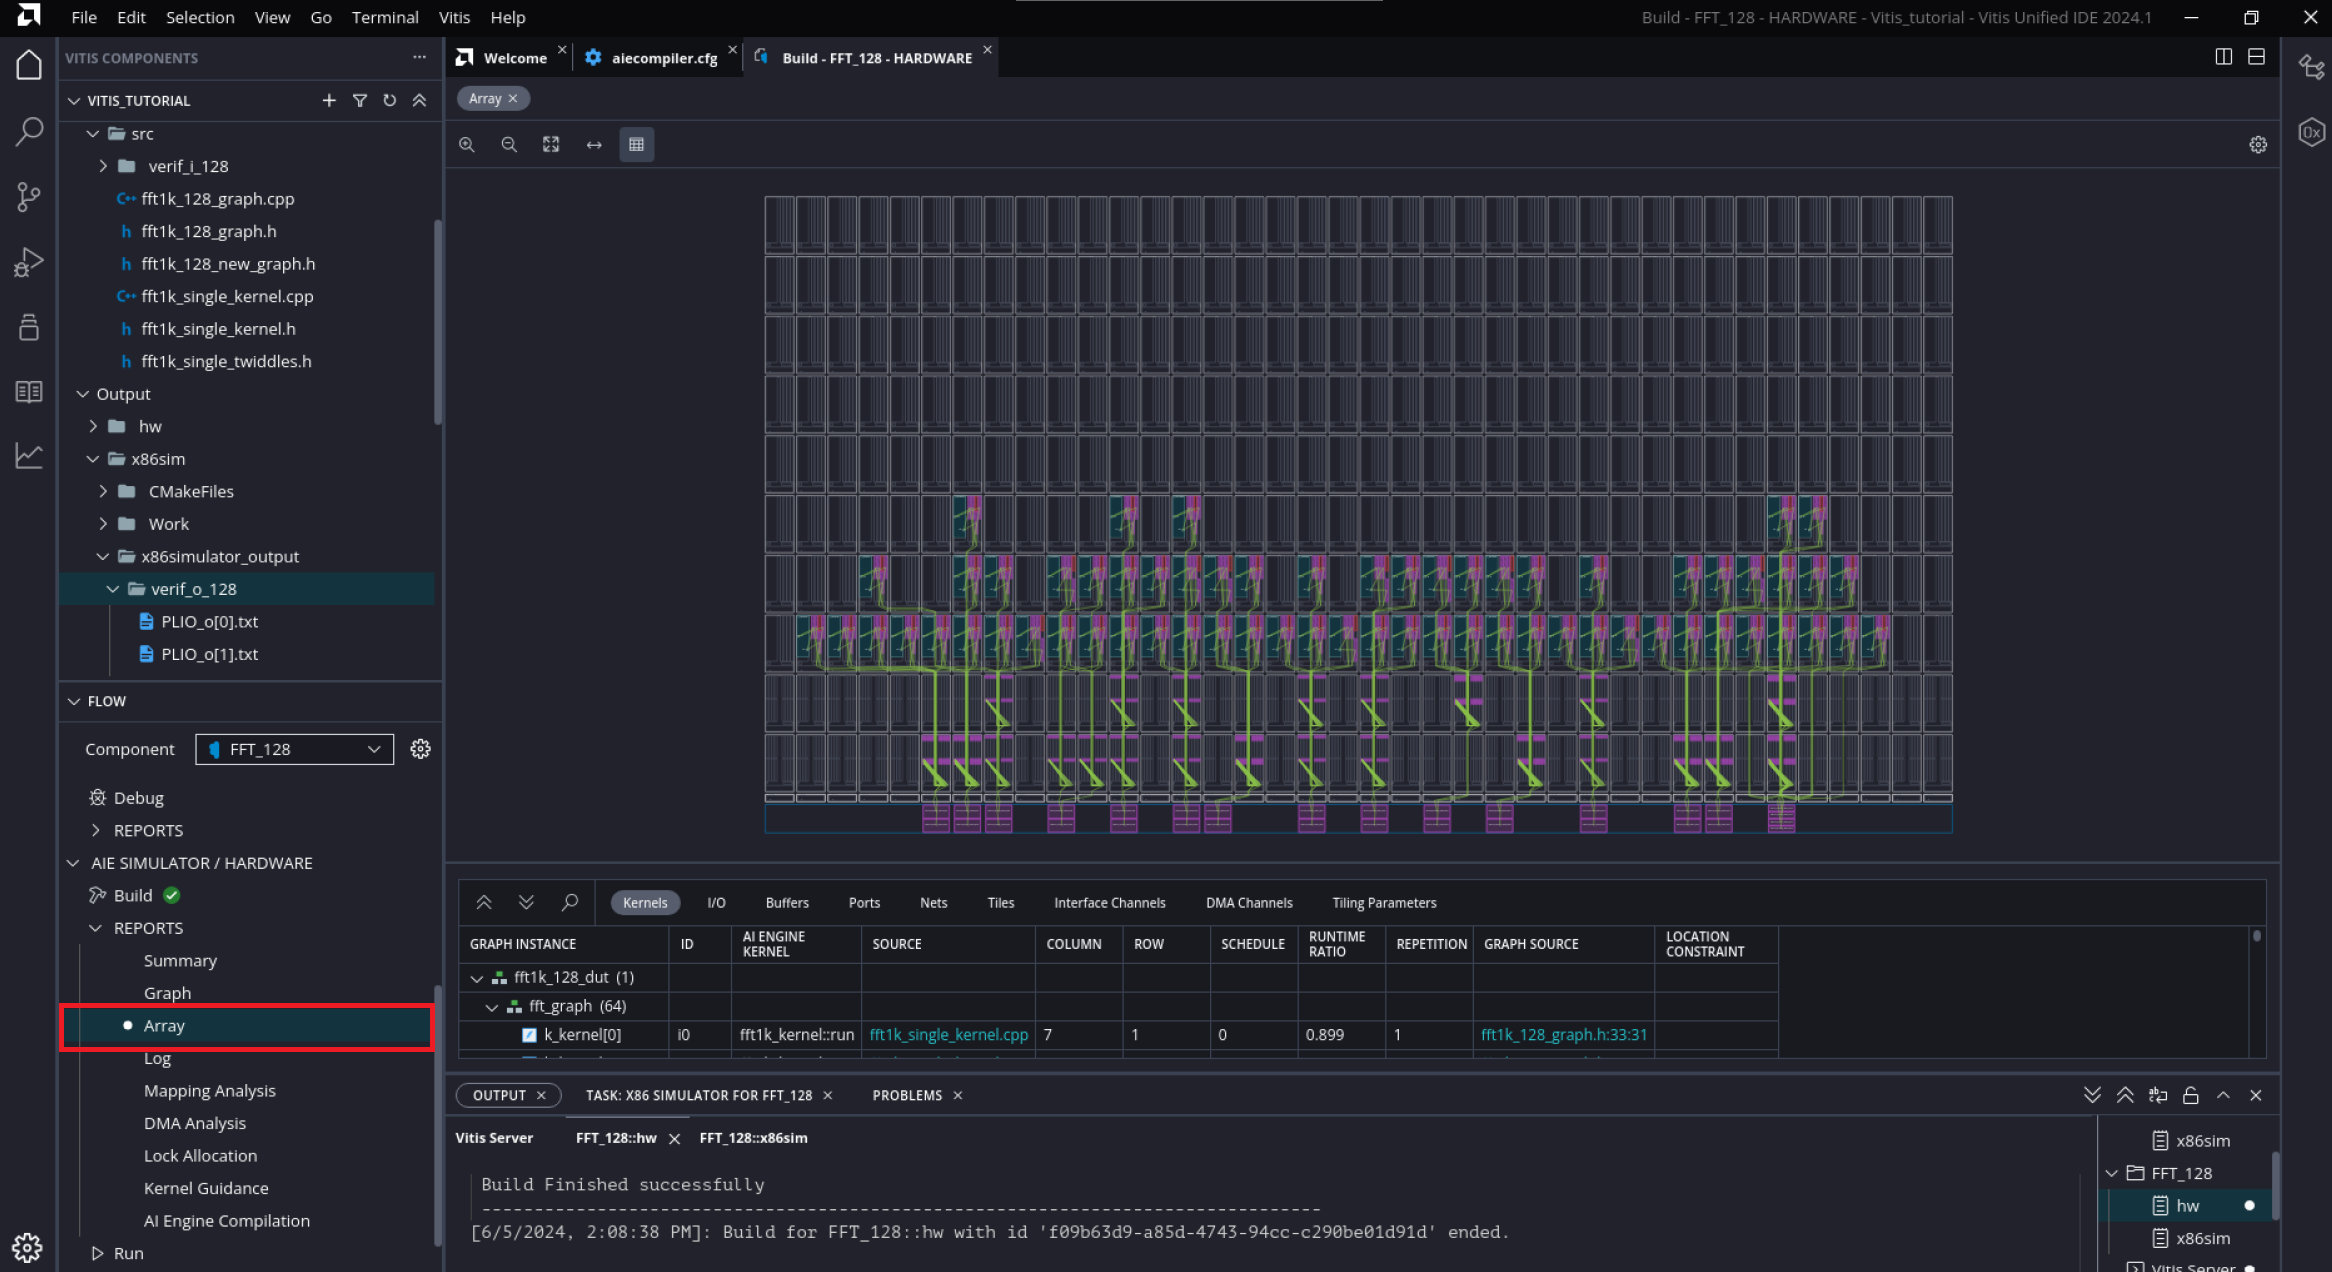 File Edit Selection View Go Terminal Vitis Help
Build - FFT_128 - HARDWARE - Vitis_tutorial - Vitis Unified IDE 2024.1
VITIS COMPONENTS
VITIS_TUTORIAL
src
verif_i_128
fft1k_128_graph.cpp
fft1k_128_graph.h
fft1k_128_new_graph.h
fft1k_single_kernel.cpp
fft1k_single_kernel.h
fft1k_single_twiddles.h
Output
hw
x86sim
CMakeFiles
Work
x86simulator_output
verif_o_128
PLIO_o[0].txt
PLIO_o[1].txt
FLOW
Component FFT_128
Debug
REPORTS
AIE SIMULATOR / HARDWARE
Build
REPORTS
Summary
Graph
Array
Log
Mapping Analysis
DMA Analysis
Lock Allocation
Kernel Guidance
AI Engine Compilation
Run
Welcome aiecompiler.cfg Build - FFT_128 - HARDWARE
Array
Kernels I/O Buffers Ports Nets Tiles Interface Channels DMA Channels Tiling Parameters
GRAPH INSTANCE ID AI ENGINE KERNEL SOURCE COLUMN ROW SCHEDULE RUNTIME RATIO REPETITION GRAPH SOURCE LOCATION CONSTRAINT
fft1k_128_dut (1)
fft_graph (64)
k_kernel[0] i0 fft1k_kernel::run fft1k_single_kernel.cpp 7 1 0 0.899 1 fft1k_128_graph.h:33:31
OUTPUT TASK: X86 SIMULATOR FOR FFT_128 PROBLEMS
Vitis Server FFT_128::hw FFT_128::x86sim
Build Finished successfully
--------------------------------------------------------------------------------
[6/5/2024, 2:08:38 PM]: Build for FFT_128::hw with id 'f09b63d9-a85d-4743-94cc-c290be01d91d' ended.
x86sim
FFT_128
hw
x86sim
Vitis Server
0x